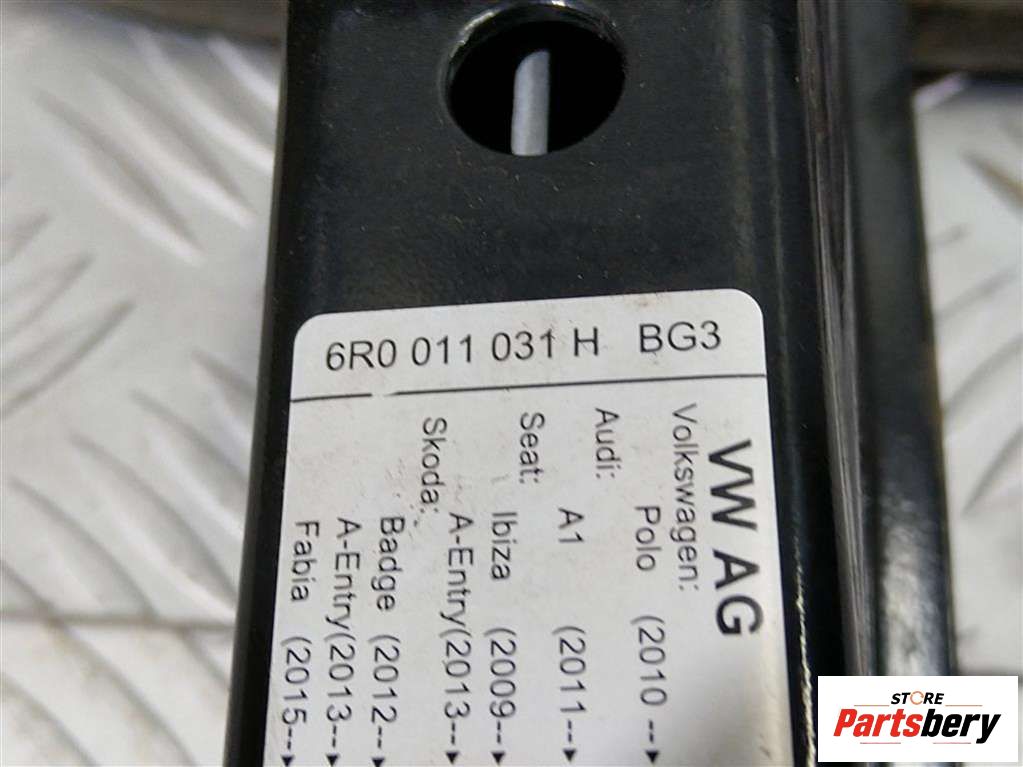 6R0 011 031 H BG3
VW AG
Volkswagen:
Polo (2010 -->
Audi:
A1 (2011-->
Seat:
Ibiza (2009-->
A-Entry(2013-->
Skoda:
Badge (2012-->
A-Entry(2013-->
Fabia (2015-->
STORE
Partsbery